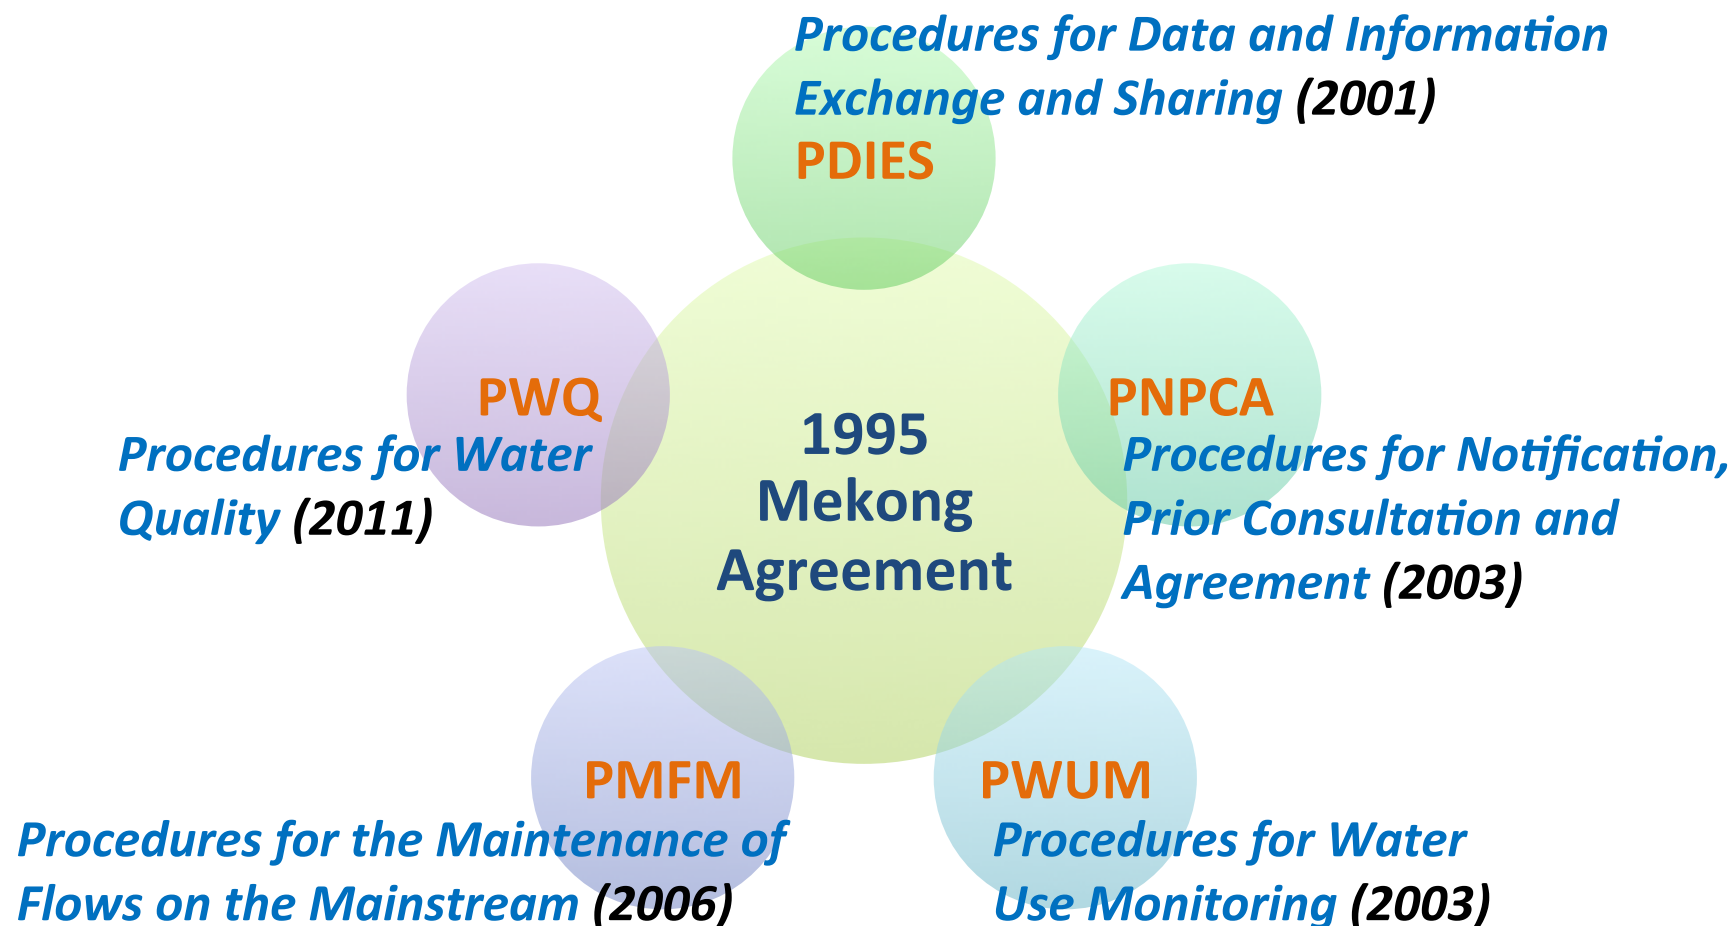 Procedures for Data and Information
Exchange and Sharing (2001)
PDIES
PWQ
Procedures for Water
Quality (2011)
1995
Mekong
Agreement
PNPCA
Procedures for Notification,
Prior Consultation and
Agreement (2003)
PMFM
Procedures for the Maintenance of
Flows on the Mainstream (2006)
PWUM
Procedures for Water
Use Monitoring (2003)